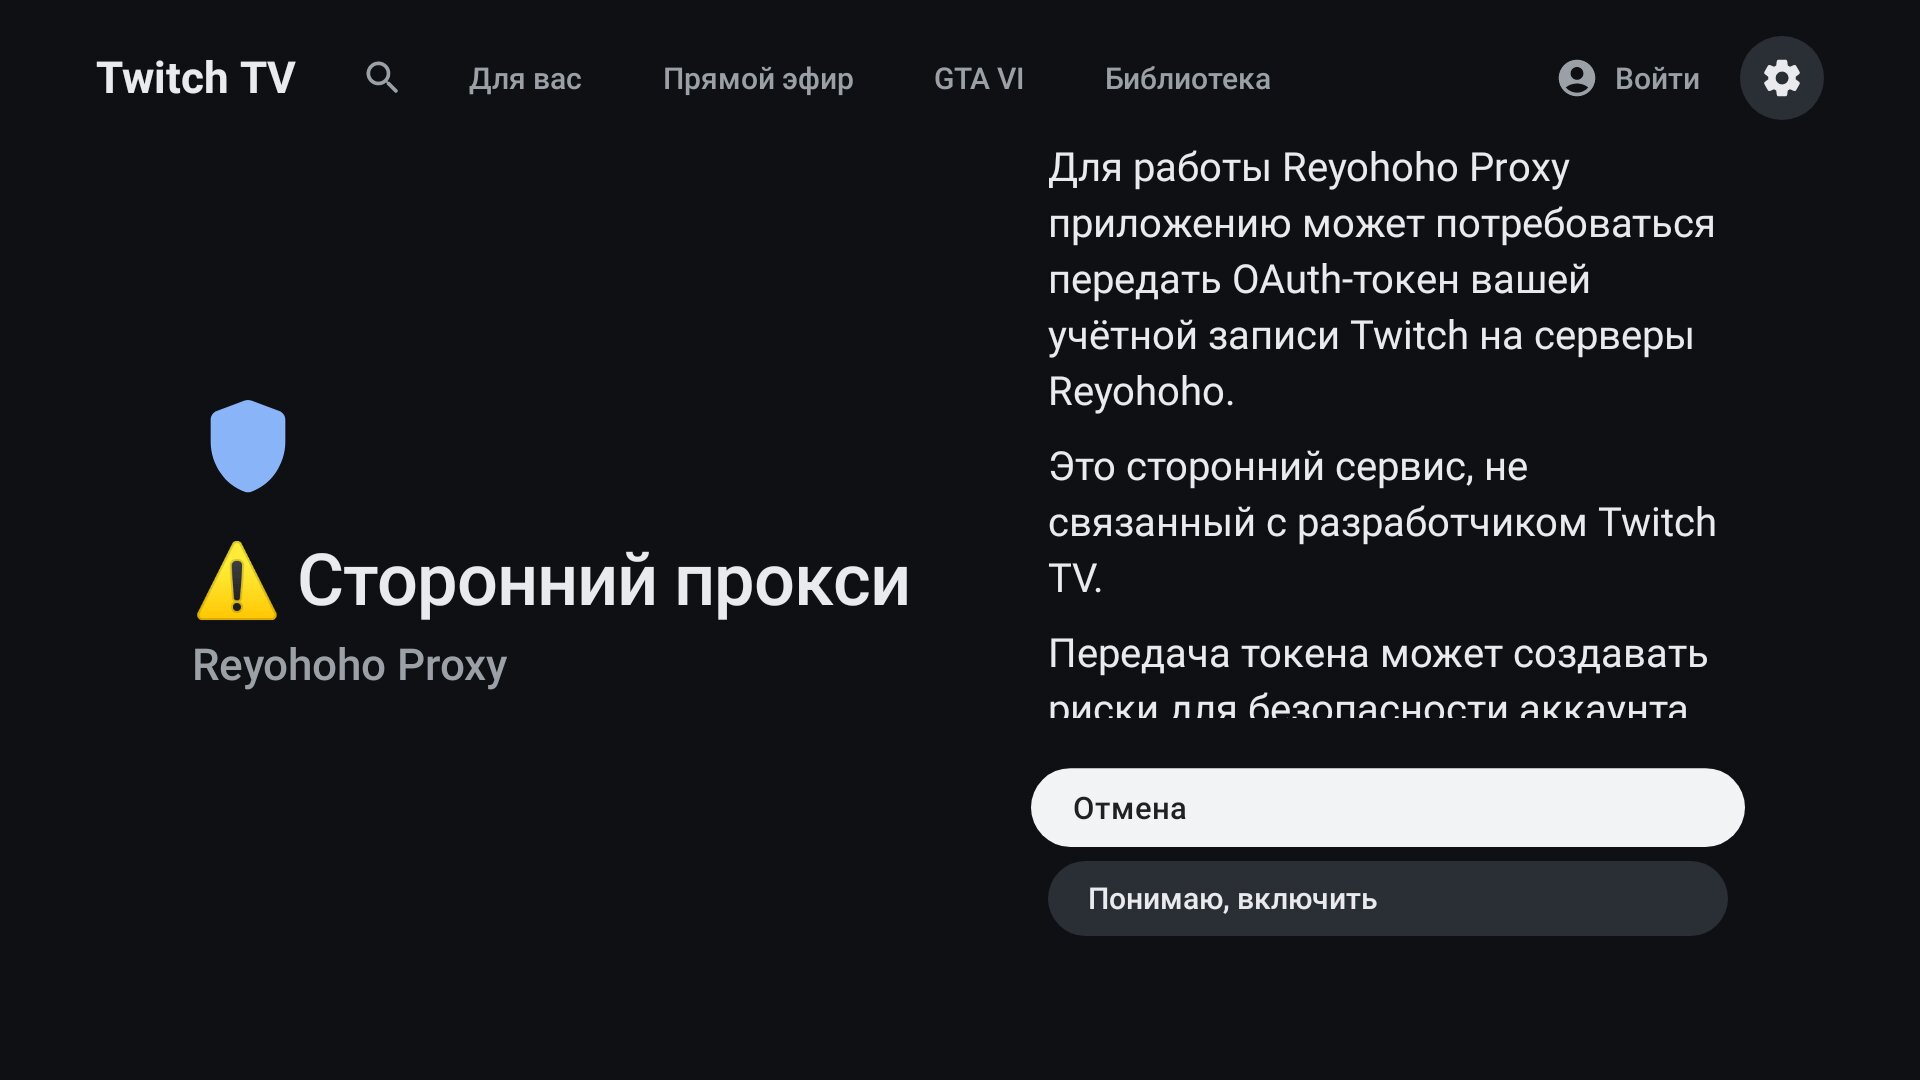 Twitch TV
Для вас
Прямой эфир
GTA VI
Библиотека
Войти
Для работы Reyohoho Proxy
приложению может потребоваться
передать OAuth-токен вашей
учётной записи Twitch на серверы
Reyohoho.
Это сторонний сервис, не
связанный с разработчиком Twitch
TV.
Передача токена может создавать
риски для безопасности аккаунта
⚠️ Сторонний прокси
Reyohoho Proxy
Отмена
Понимаю, включить